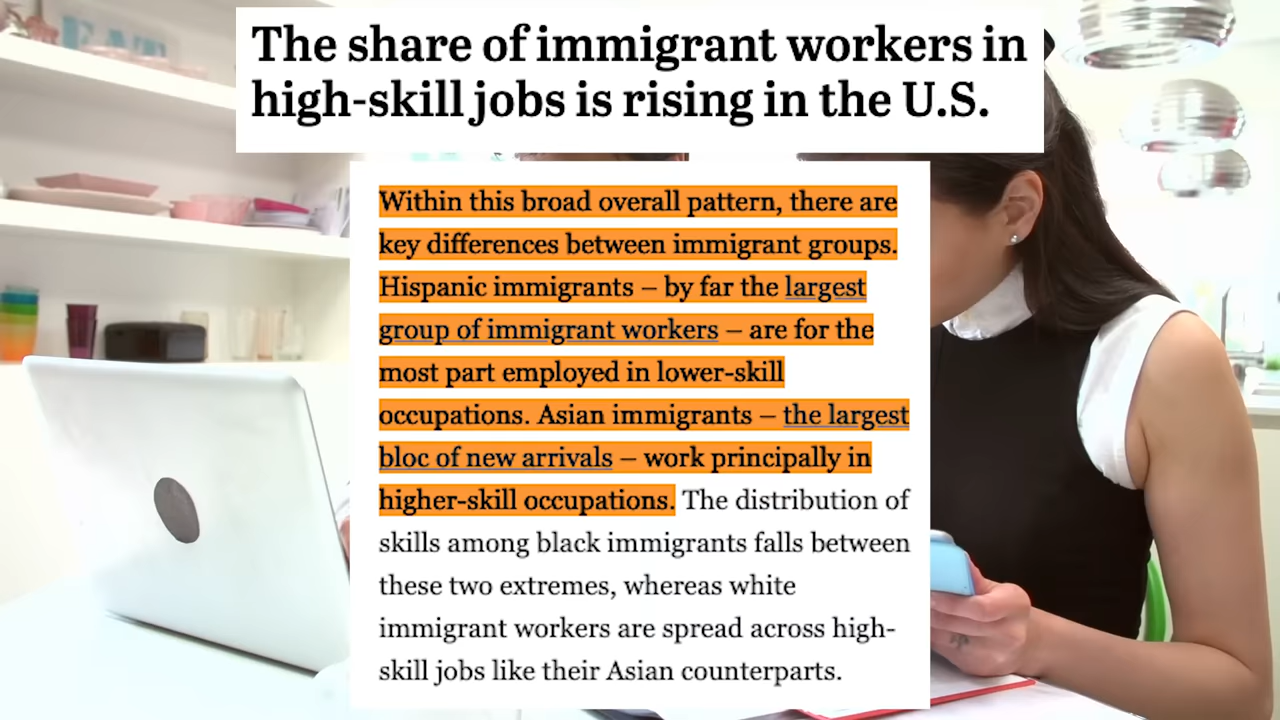 The share of immigrant workers in
high-skill jobs is rising in the U.S.
Within this broad overall pattern, there are
key differences between immigrant groups.
Hispanic immigrants – by far the largest
group of immigrant workers – are for the
most part employed in lower-skill
occupations. Asian immigrants – the largest
bloc of new arrivals – work principally in
higher-skill occupations. The distribution of
skills among black immigrants falls between
these two extremes, whereas white
immigrant workers are spread across high-
skill jobs like their Asian counterparts.
EAT